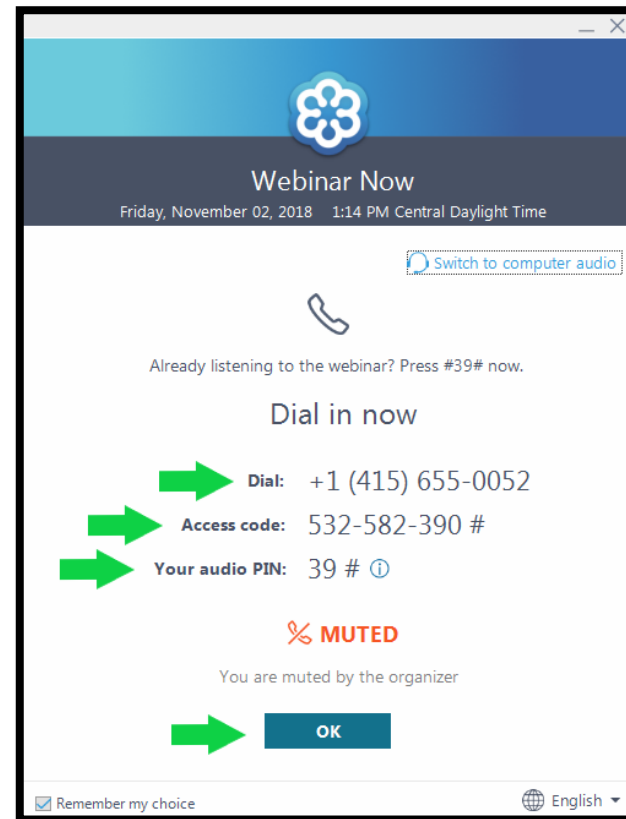 Webinar Now
Friday, November 02, 2018 1:14 PM Central Daylight Time
Switch to computer audio
Already listening to the webinar? Press #39# now.
Dial in now
Dial: +1 (415) 655-0052
Access code: 532-582-390 #
Your audio PIN: 39 #
MUTED
You are muted by the organizer
OK
Remember my choice English